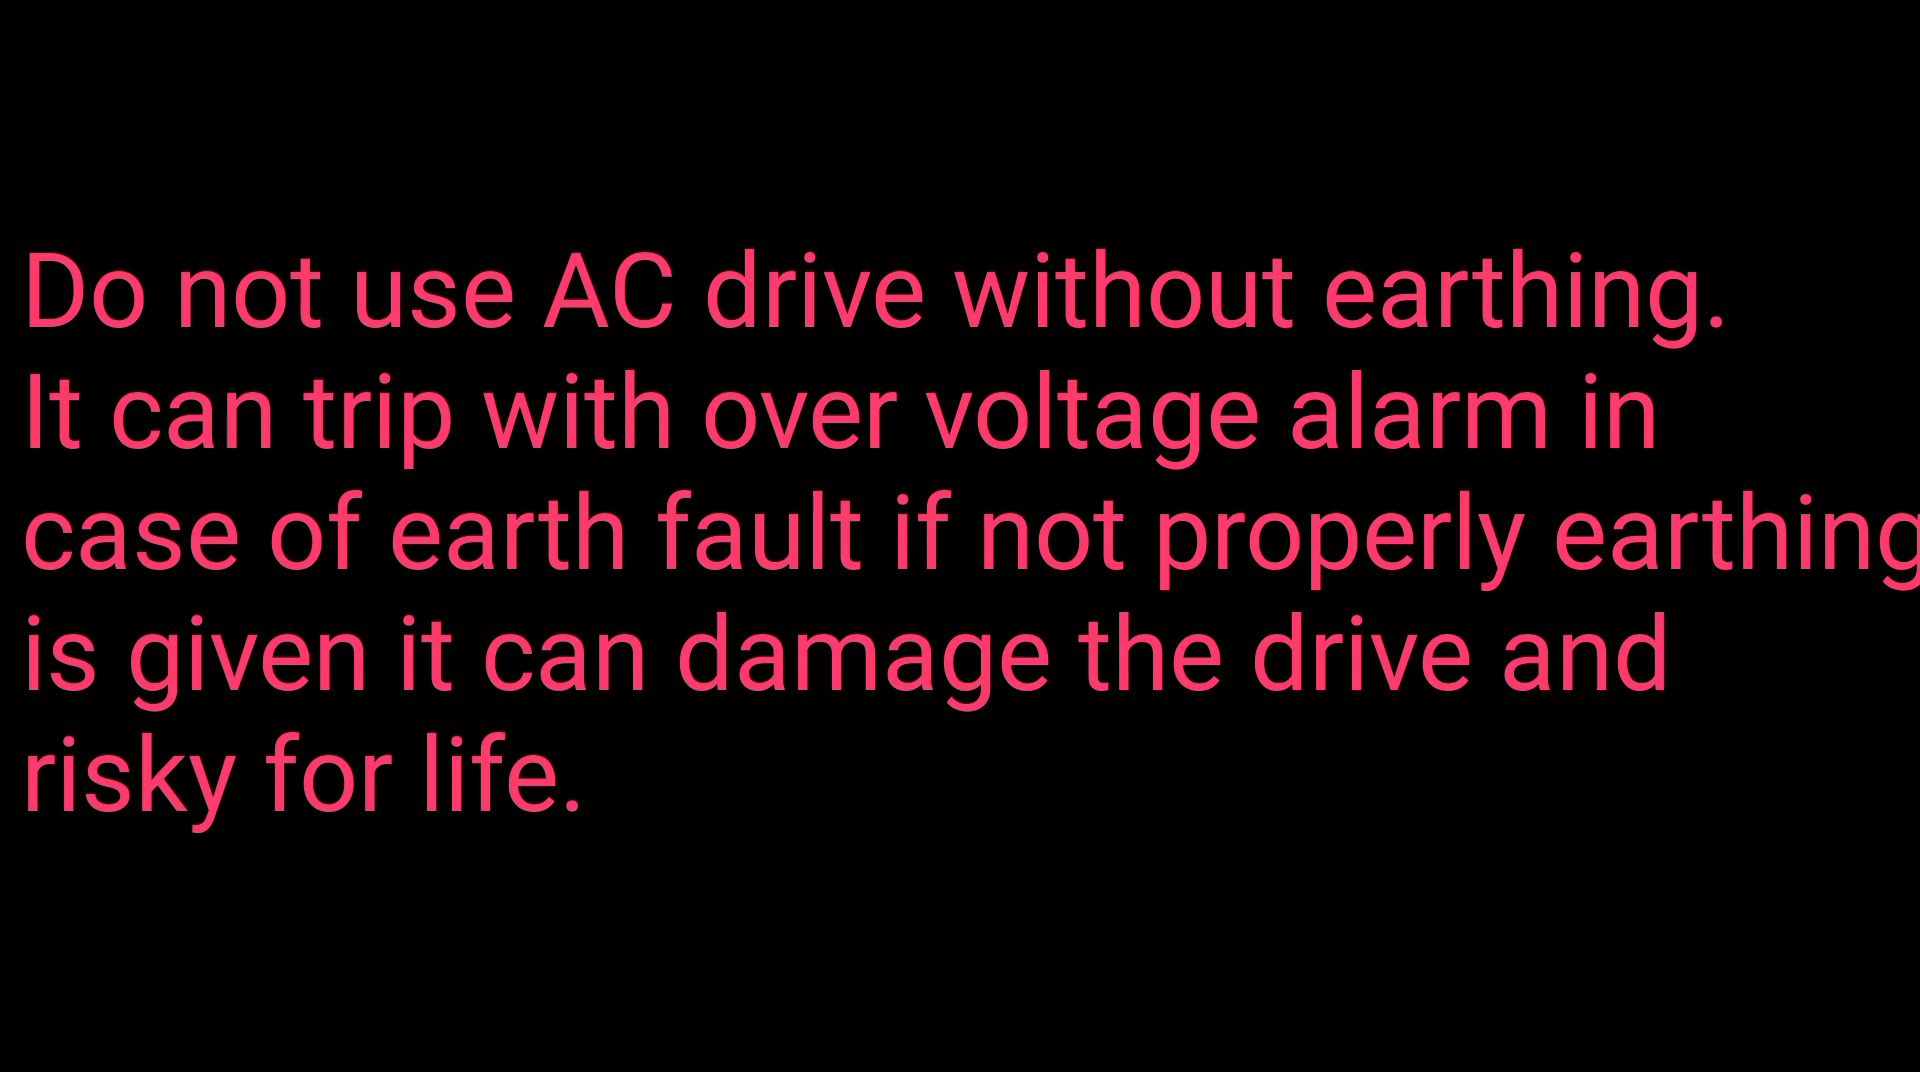 Do not use AC drive without earthing.
It can trip with over voltage alarm in
case of earth fault if not properly earthing
is given it can damage the drive and
risky for life.